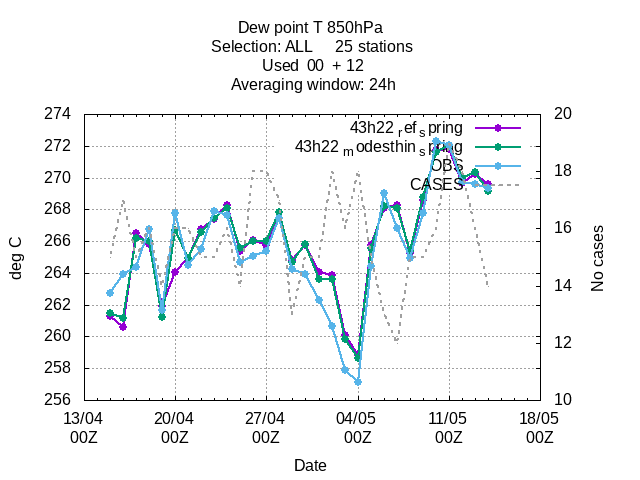 Dew point T 850hPa
Selection: ALL 25 stations
Used 00 + 12
Averaging window: 24h
274 20
43h22 ref spring
272
43h22 modesthin spring
OBS
270 18
CASES
268
266 16
264 14
262
260 12
258
256 10
deg C
No cases
13/04 20/04 27/04 04/05 11/05 18/05
00Z 00Z 00Z 00Z 00Z 00Z
Date